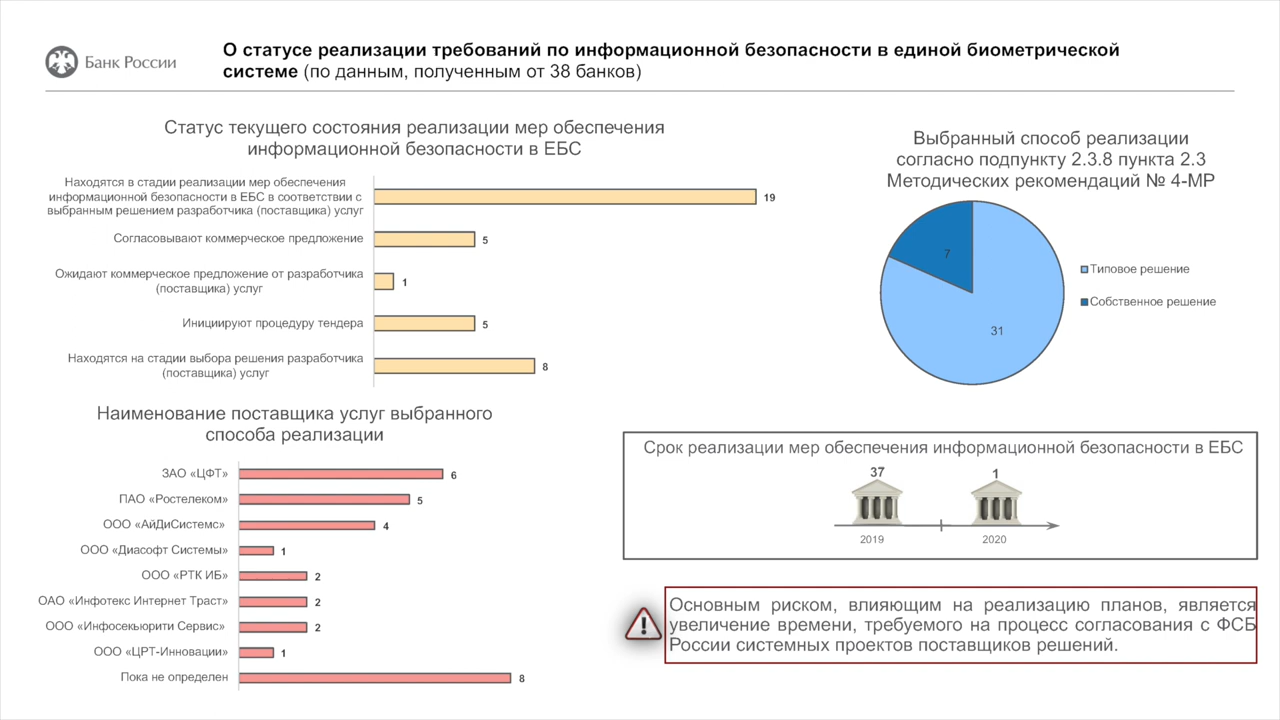 Банк России
О статусе реализации требований по информационной безопасности в единой биометрической
системе (по данным, полученным от 38 банков)
Статус текущего состояния реализации мер обеспечения
информационной безопасности в ЕБС
Находятся в стадии реализации мер обеспечения
информационной безопасности в ЕБС в соответствии с
выбранным решением разработчика (поставщика) услуг
19
Согласовывают коммерческое предложение
5
Ожидают коммерческое предложение от разработчика
(поставщика) услуг
1
Инициируют процедуру тендера
5
Находятся на стадии выбора решения разработчика
(поставщика) услуг
8
Выбранный способ реализации
согласно подпункту 2.3.8 пункта 2.3
Методических рекомендаций № 4-МР
7
31
Типовое решение
Собственное решение
Наименование поставщика услуг выбранного
способа реализации
ЗАО «ЦФТ»
6
ПАО «Ростелеком»
5
ООО «АйДиСистемс»
4
ООО «Диасофт Системы»
1
ООО «РТК ИБ»
2
ОАО «Инфотекс Интернет Траст»
2
ООО «Инфосекьюрити Сервис»
2
ООО «ЦРТ-Инновации»
1
Пока не определен
8
Срок реализации мер обеспечения информационной безопасности в ЕБС
37
1
2019
2020
Основным риском, влияющим на реализацию планов, является
увеличение времени, требуемого на процесс согласования с ФСБ
России системных проектов поставщиков решений.